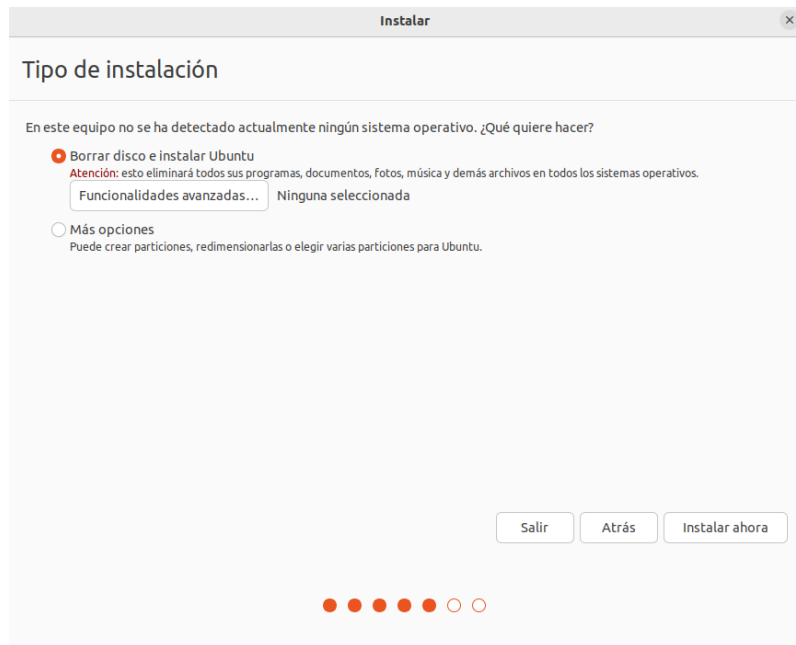 Instalar
Tipo de instalación
En este equipo no se ha detectado actualmente ningún sistema operativo. ¿Qué quiere hacer?
Borrar disco e instalar Ubuntu
Atención: esto eliminará todos sus programas, documentos, fotos, música y demás archivos en todos los sistemas operativos.
Funcionalidades avanzadas... Ninguna seleccionada
Más opciones
Puede crear particiones, redimensionarlas o elegir varias particiones para Ubuntu.
Salir Atrás Instalar ahora